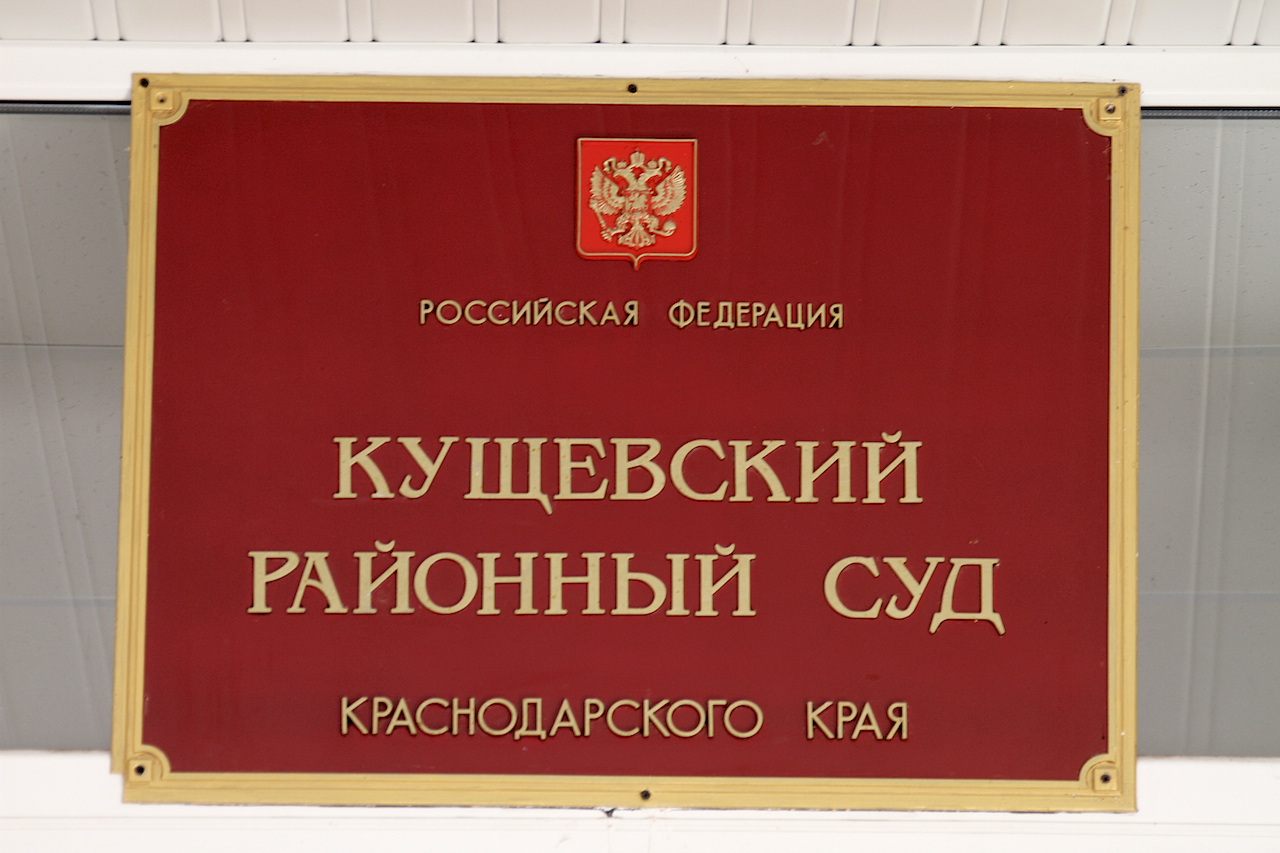 РОССИЙСКАЯ ФЕДЕРАЦИЯ
КУЩЕВСКИЙ
РАЙОННЫЙ СУД
КРАСНОДАРСКОГО КРАЯ